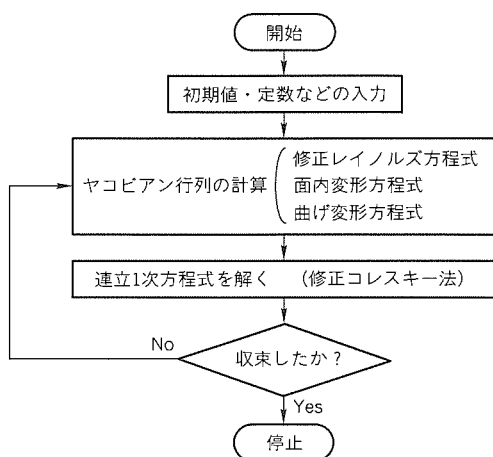 開始
初期値・定数などの入力
ヤコビアン行列の計算
修正レイノルズ方程式
面内変形方程式
曲げ変形方程式
連立1次方程式を解く (修正コレスキー法)
収束したか?
No
Yes
停止